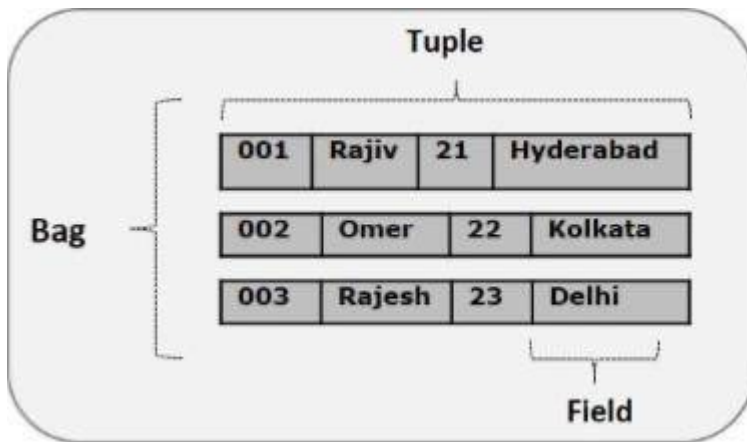 Tuple
001 Rajiv 21 Hyderabad
Bag
002 Omer 22 Kolkata
003 Rajesh 23 Delhi
Field